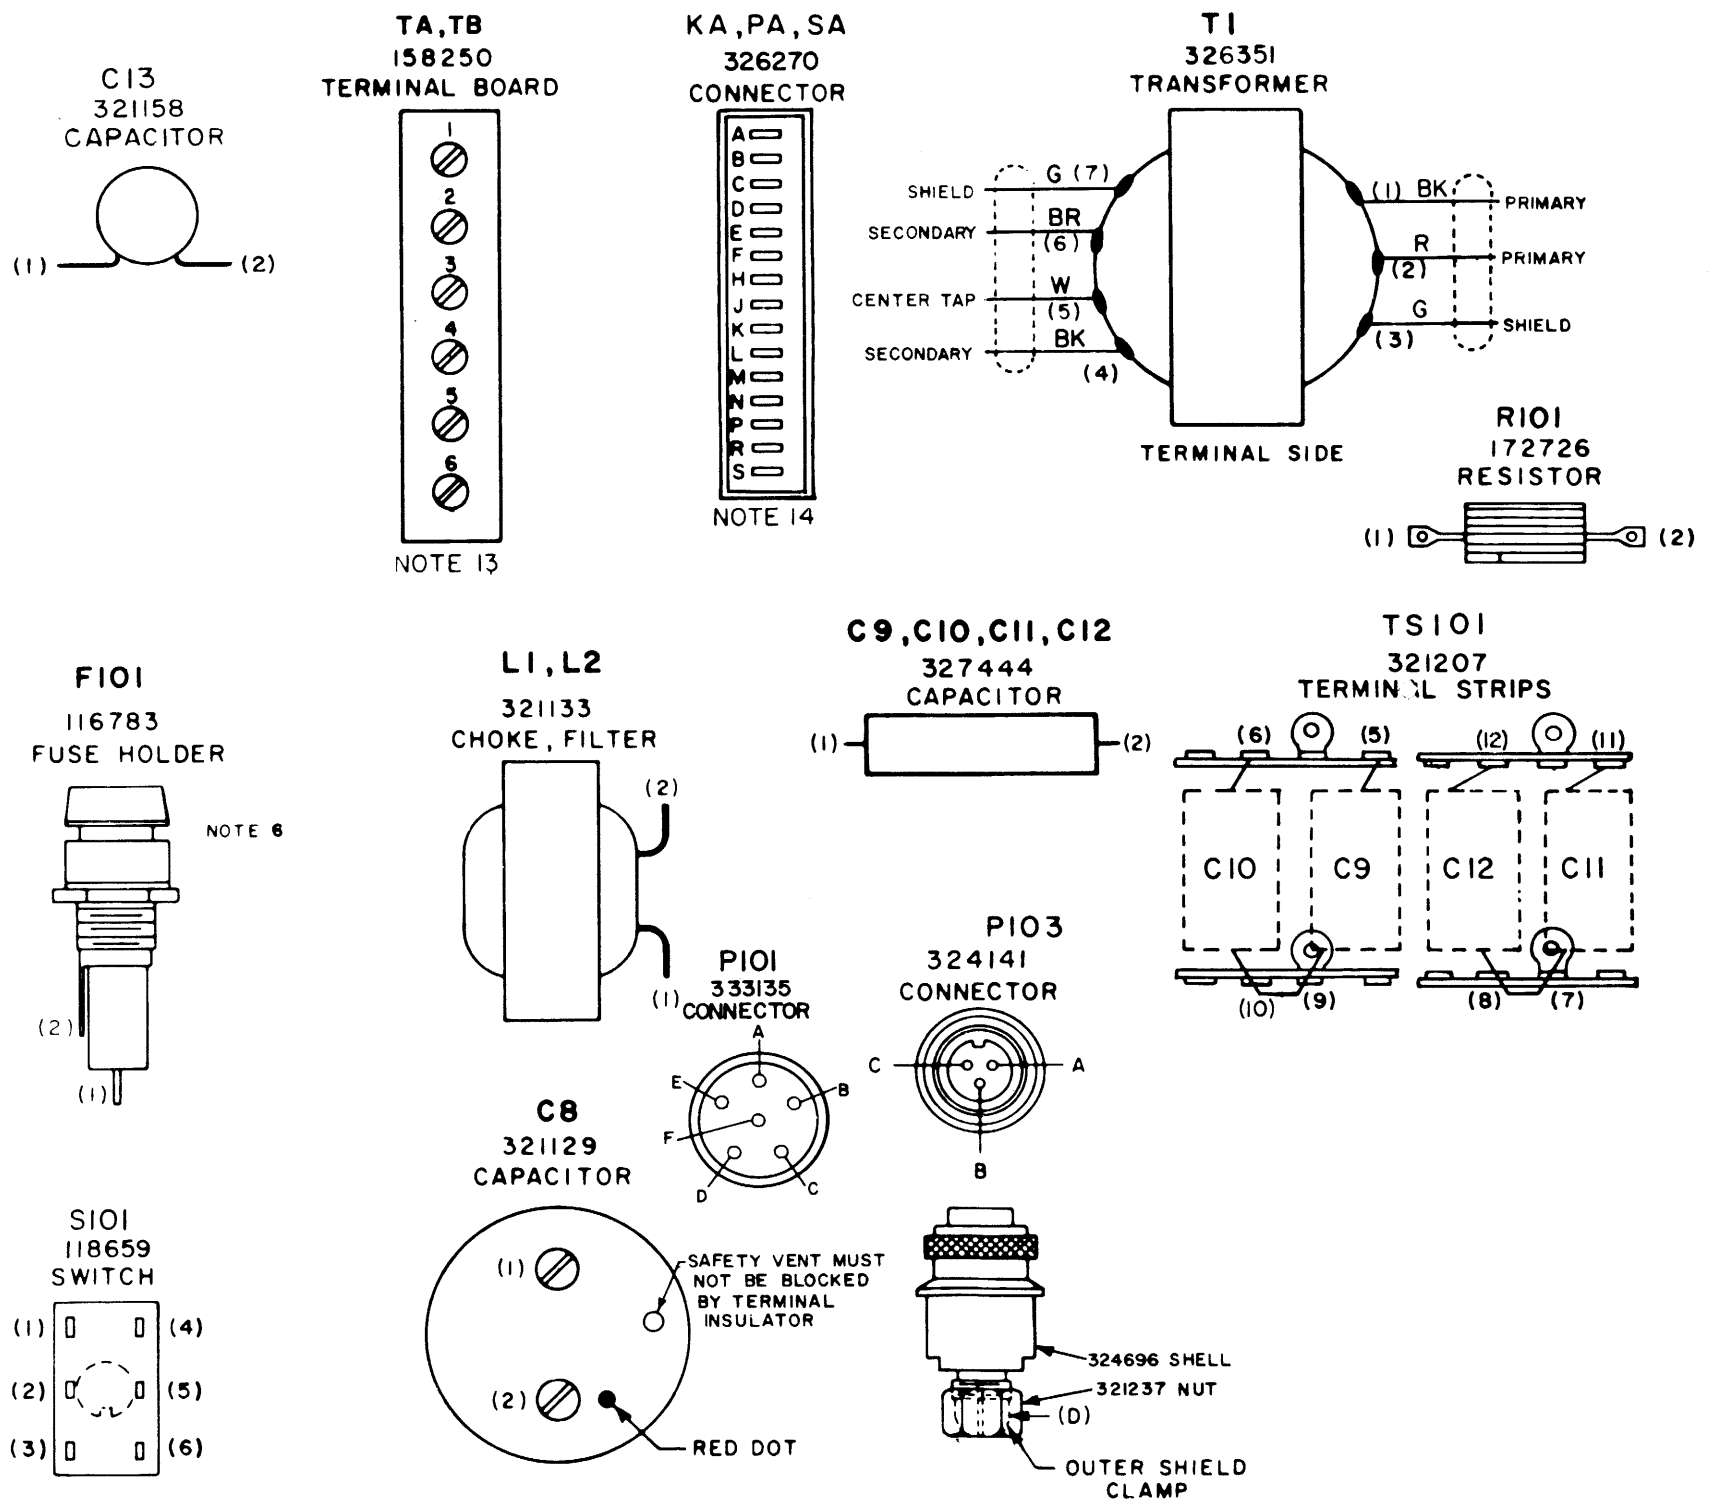 C13
321158
CAPACITOR
(1)
(2)
TA, TB
158250
TERMINAL BOARD
1
2
3
4
5
6
NOTE 13
KA, PA, SA
326270
CONNECTOR
A
B
C
D
E
F
H
J
K
L
M
N
P
R
S
NOTE 14
T1
326351
TRANSFORMER
SHIELD G (7)
SECONDARY BR
(6)
CENTER TAP W
(5)
SECONDARY BK
(4)
(1) BK PRIMARY
R PRIMARY
(2)
G SHIELD
(3)
TERMINAL SIDE
R101
172726
RESISTOR
(1)
(2)
F101
116783
FUSE HOLDER
NOTE 6
(2)
(1)
L1, L2
321133
CHOKE, FILTER
(2)
(1)
C9, C10, C11, C12
327444
CAPACITOR
(1)
(2)
TS101
321207
TERMINAL STRIPS
(6) (5) (12) (11)
C10 C9 C12 C11
(10) (9) (8) (7)
P101
333135
CONNECTOR
A
E
B
F
D
C
P103
324141
CONNECTOR
C
A
B
324696 SHELL
321237 NUT
(D)
OUTER SHIELD
CLAMP
S101
118659
SWITCH
(1) (4)
(2) (5)
(3) (6)
C8
321129
CAPACITOR
(1)
SAFETY VENT MUST
NOT BE BLOCKED
BY TERMINAL
INSULATOR
(2)
RED DOT